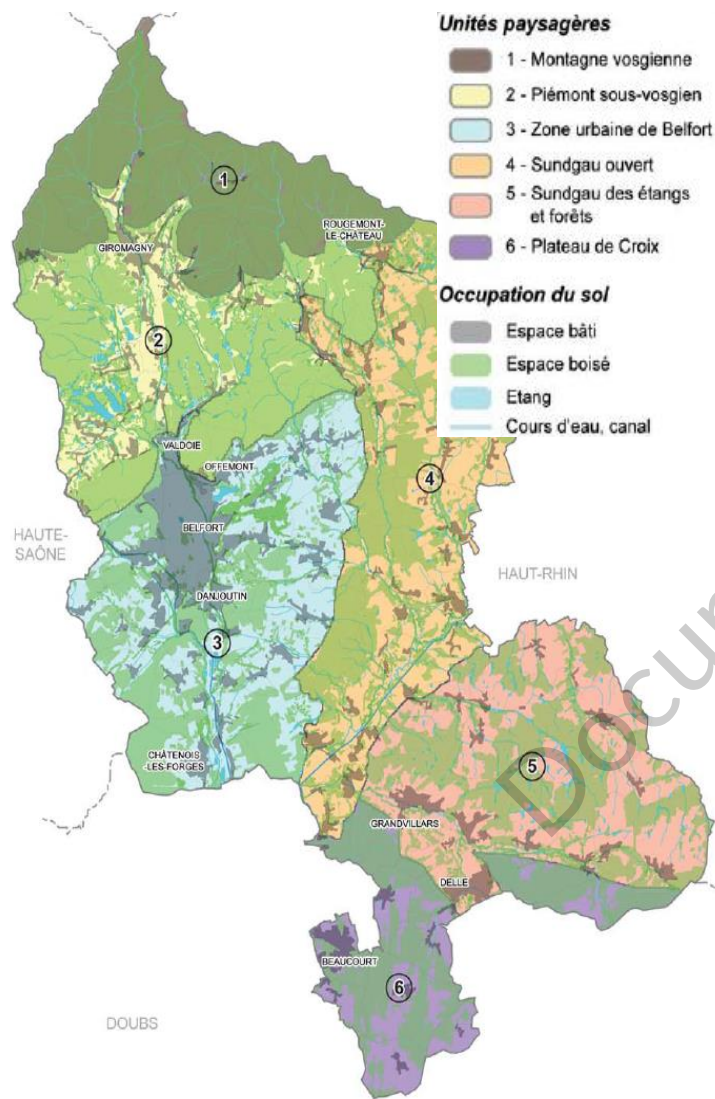 Unités paysagères
1 - Montagne vosgienne
2 - Piémont sous-vosgien
3 - Zone urbaine de Belfort
4 - Sundgau ouvert
5 - Sundgau des étangs
et forêts
6 - Plateau de Croix
Occupation du sol
Espace bâti
Espace boisé
Etang
Cours d'eau, canal
1
ROUGEMONT-
LE-CHÂTEAU
GIROMAGNY
2
VALDOIE
OFFEMONT
4
BELFORT
HAUTE-
SAÔNE
HAUT-RHIN
DANJOUTIN
3
CHÂTENOIS
-LES-FORGES
5
GRANDVILLARS
DELLE
BEAUCOURT
6
DOUBS
Docum